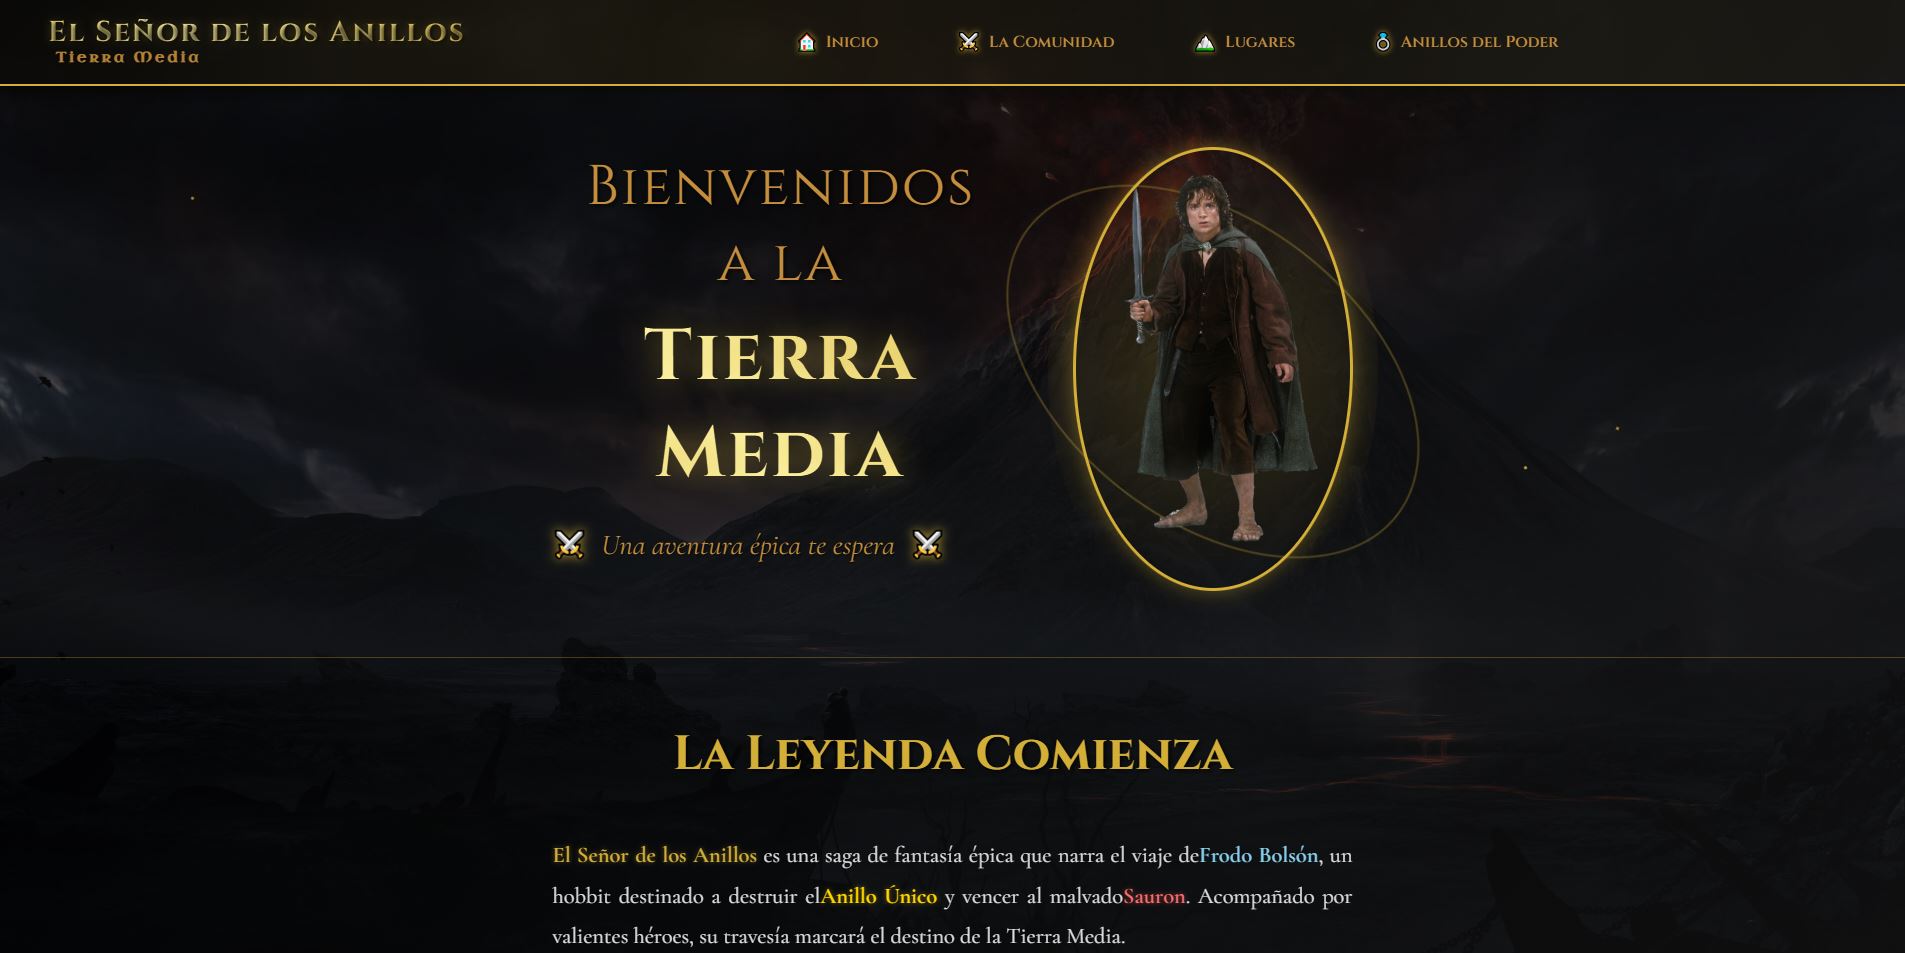 El Señor de los Anillos
Tierra Media
Inicio
La Comunidad
Lugares
Anillos del Poder
Bienvenidos
a la
Tierra
Media
Una aventura épica te espera
La Leyenda Comienza
El Señor de los Anillos es una saga de fantasía épica que narra el viaje deFrodo Bolsón, un
hobbit destinado a destruir elAnillo Único y vencer al malvadoSauron. Acompañado por
valientes héroes, su travesía marcará el destino de la Tierra Media.